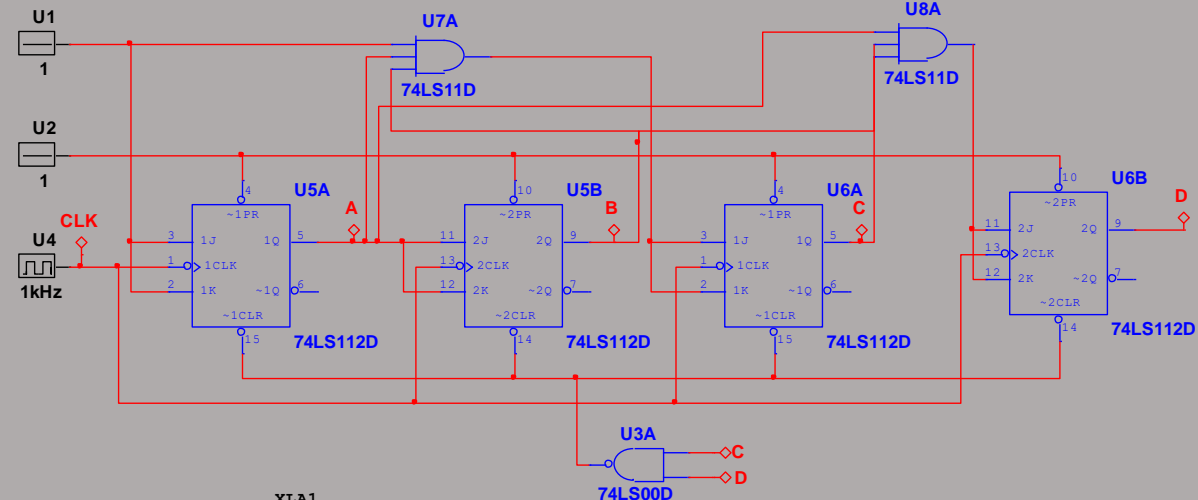 U1
1
U7A
74LS11D
U8A
74LS11D
U2
1
CLK
U4
1kHz
U5A
4
~1PR
3 1J 1Q 5
1 1CLK
2 1K ~1Q 6
~1CLR
15
74LS112D
A
U5B
10
~2PR
11 2J 2Q 9
13 2CLK
12 2K ~2Q 7
~2CLR
14
74LS112D
B
U6A
4
~1PR
3 1J 1Q 5
1 1CLK
2 1K ~1Q 6
~1CLR
15
74LS112D
C
U6B
10
~2PR
11 2J 2Q 9
13 2CLK
12 2K ~2Q 7
~2CLR
14
74LS112D
D
U3A
C
D
74LS00D
XLA1